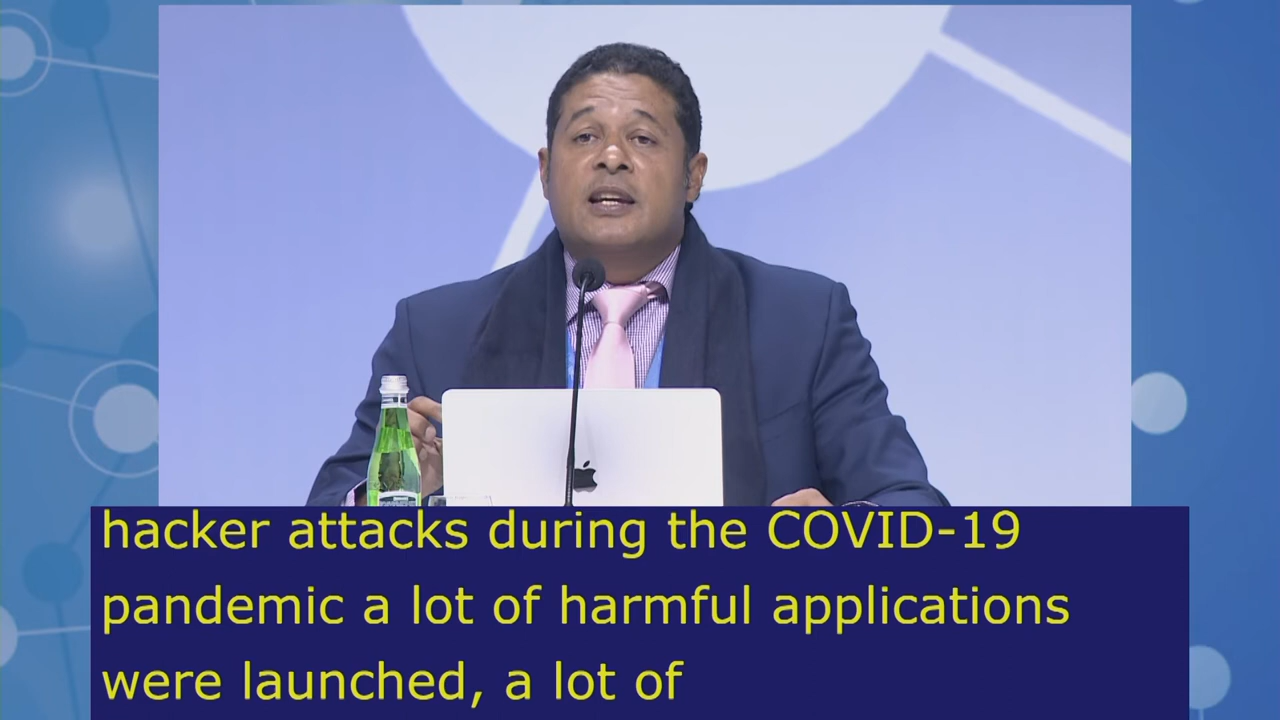 hacker attacks during the COVID-19
pandemic a lot of harmful applications
were launched, a lot of